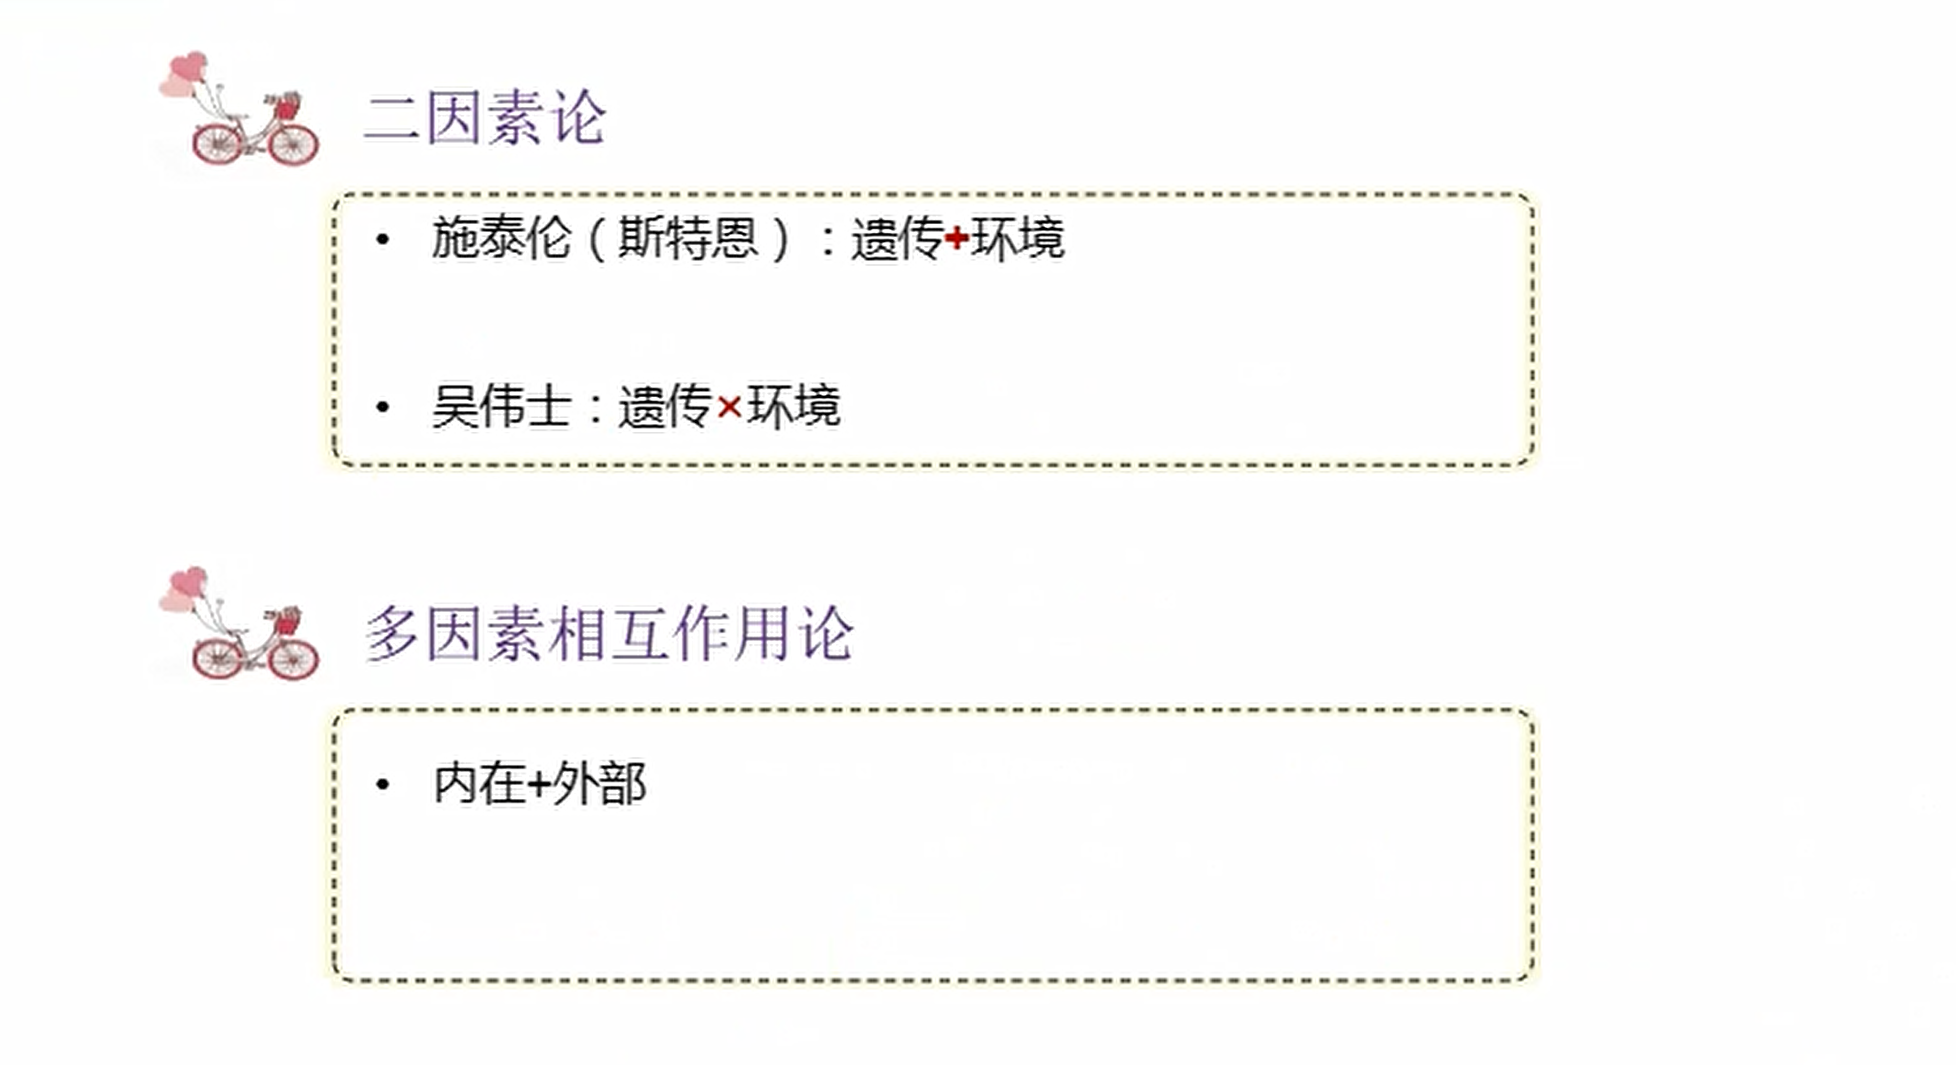 二因素论
• 施泰伦（斯特恩）：遗传+环境
• 吴伟士：遗传×环境
多因素相互作用论
• 内在+外部